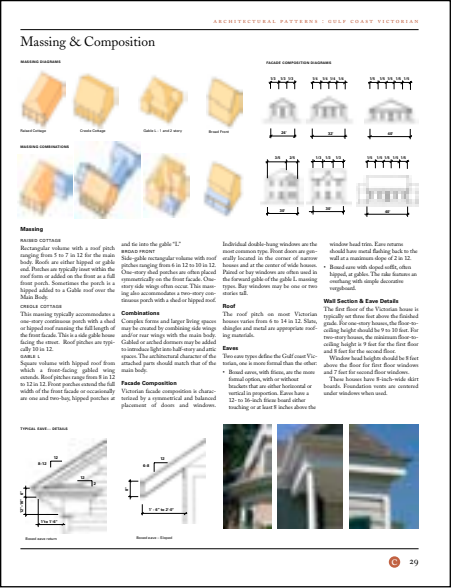 ARCHITECTURAL PATTERNS | GULF COAST VICTORIAN
Massing & Composition
MASSING DIAGRAMS
FACADE COMPOSITION DIAGRAMS
Raised Cottage
Creole Cottage
Gable L - 1 and 2 story
Broad Front
MASSING COMBINATIONS
Massing
RAISED COTTAGE
Rectangular volume with a roof pitch
ranging from 5 to 7 in 12 for the main
body. Roofs are either hipped or gable
end. Porches are typically inset within the
roof form or added on the front as a full
front porch. Sometimes the porch is a
hipped added to a Gable roof over the
Main Body.
CREOLE COTTAGE
This massing typically accommodates a
one-story continuous porch with a shed
or hipped roof running the full length of
the front facade. This is a side gable house
facing the street. Roof pitches are typi-
cally 10 in 12.
GABLE L
Square volume with hipped roof from
which a front-facing gabled wing
extends. Roof pitches range from 8 in 12
to 12 in 12. Front porches extend the full
width of the front facade or occasionally
are one and two-bay, hipped porches at
and tie into the gable "L"
BROAD FRONT
Side-gable rectangular volume with roof
pitches ranging from 6 in 12 to 10 in 12.
One-story shed porches are often placed
symmetrically on the front facade. One-
story side wings often occur. This mass-
ing also accommodates a two-story con-
tinuous porch with a shed or hipped roof.
Combinations
Complex forms and larger living spaces
may be created by combining side wings
and/or rear wings with the main body.
Gabled or arched dormers may be added
to introduce light into half-story and attic
spaces. The architectural character of the
attached parts should match that of the
main body.
Facade Composition
Victorian facade composition is charac-
terized by a symmetrical and balanced
placement of doors and windows.
Individual double-hung windows are the
most common type. Front doors are gen-
erally located in the corner of narrow
houses and at the center of wide houses.
Paired or bay windows are often used in
the forward gable of the gable L massing
types. Bay windows may be one or two
stories tall.
Roof
The roof pitch on most Victorian
houses varies from 6 to 14 in 12. Slate,
shingles and metal are appropriate roof-
ing materials.
Eaves
Two eave types define the Gulf coast Vic-
torian, one is more formal than the other:
• Boxed eaves, with friezes, are the more
formal option, with or without
brackets that are either horizontal or
vertical in proportion. Eaves have a
12- to 16-inch frieze board either
touching or at least 8 inches above the
window head trim. Eave returns
should have metal flashing back to the
wall at a maximum slope of 2 in 12.
• Boxed eave with sloped soffit, often
hipped, at gables. The rake features an
overhang with simple decorative
vergeboard.
Wall Section & Eave Details
The first floor of the Victorian house is
typically set three feet above the finished
grade. For one-story houses, the floor-to-
ceiling height should be 9 to 10 feet. For
two-story houses, the minimum floor-to-
ceiling height is 9 feet for the first floor
and 8 feet for the second floor.
Window head heights should be 8 feet
above the floor for first floor windows
and 7 feet for second floor windows.
These houses have 8-inch-wide skirt
boards. Foundation vents are centered
under windows when used.
TYPICAL EAVE... DETAILS
12
12
Boxed eave return
Boxed eave - Sloped
C 29